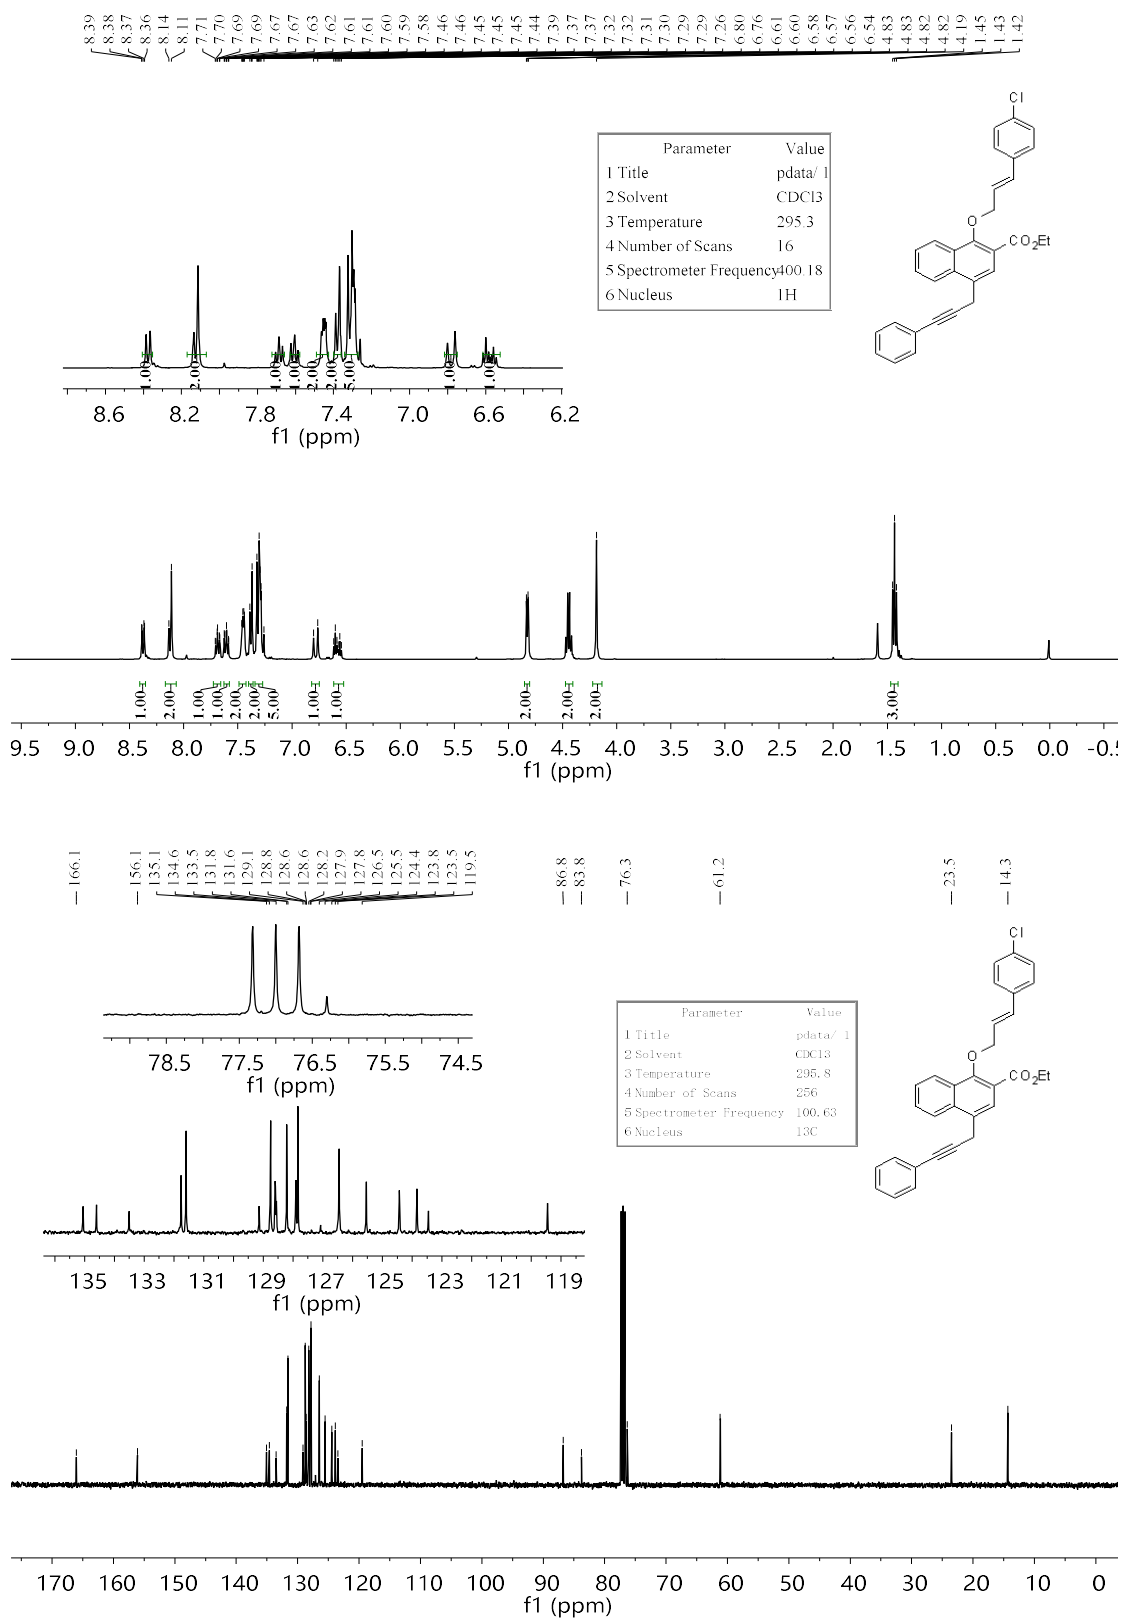 8.39 8.38 8.37 8.36 8.14 8.11 7.71 7.70 7.69 7.69 7.67 7.67 7.63 7.62 7.61 7.61 7.60 7.59 7.58 7.46 7.46 7.45 7.45 7.45 7.44 7.39 7.37 7.37 7.32 7.32 7.31 7.30 7.29 7.29 7.26 6.80 6.76 6.61 6.60 6.58 6.57 6.56 6.54 4.83 4.83 4.82 4.82 4.19 1.45 1.43 1.42
Cl
O
CO2Et
Parameter Value
1 Title pdata/ 1
2 Solvent CDCl3
3 Temperature 295.3
4 Number of Scans 16
5 Spectrometer Frequency 400.18
6 Nucleus 1H
1.00 2.00 1.00 1.00 2.00 2.00 5.00 1.00 1.00
8.6 8.2 7.8 7.4 7.0 6.6 6.2
f1 (ppm)
1.00 2.00 1.00 1.00 2.00 2.00 5.00 1.00 1.00 2.00 2.00 2.00 3.00
9.5 9.0 8.5 8.0 7.5 7.0 6.5 6.0 5.5 5.0 4.5 4.0 3.5 3.0 2.5 2.0 1.5 1.0 0.5 0.0
f1 (ppm)
166.1 156.1 135.1 134.6 133.5 131.8 131.6 129.1 128.8 128.6 128.6 128.2 127.9 127.8 126.5 125.5 124.4 123.8 123.5 119.5 86.8 83.8 76.3 61.2 23.5 14.3
Cl
O
CO2Et
Parameter Value
1 Title pdata/ 1
2 Solvent CDCl3
3 Temperature 295.8
4 Number of Scans 256
5 Spectrometer Frequency 100.63
6 Nucleus 13C
78.5 77.5 76.5 75.5 74.5
f1 (ppm)
135 133 131 129 127 125 123 121 119
f1 (ppm)
170 160 150 140 130 120 110 100 90 80 70 60 50 40 30 20 10 0
f1 (ppm)